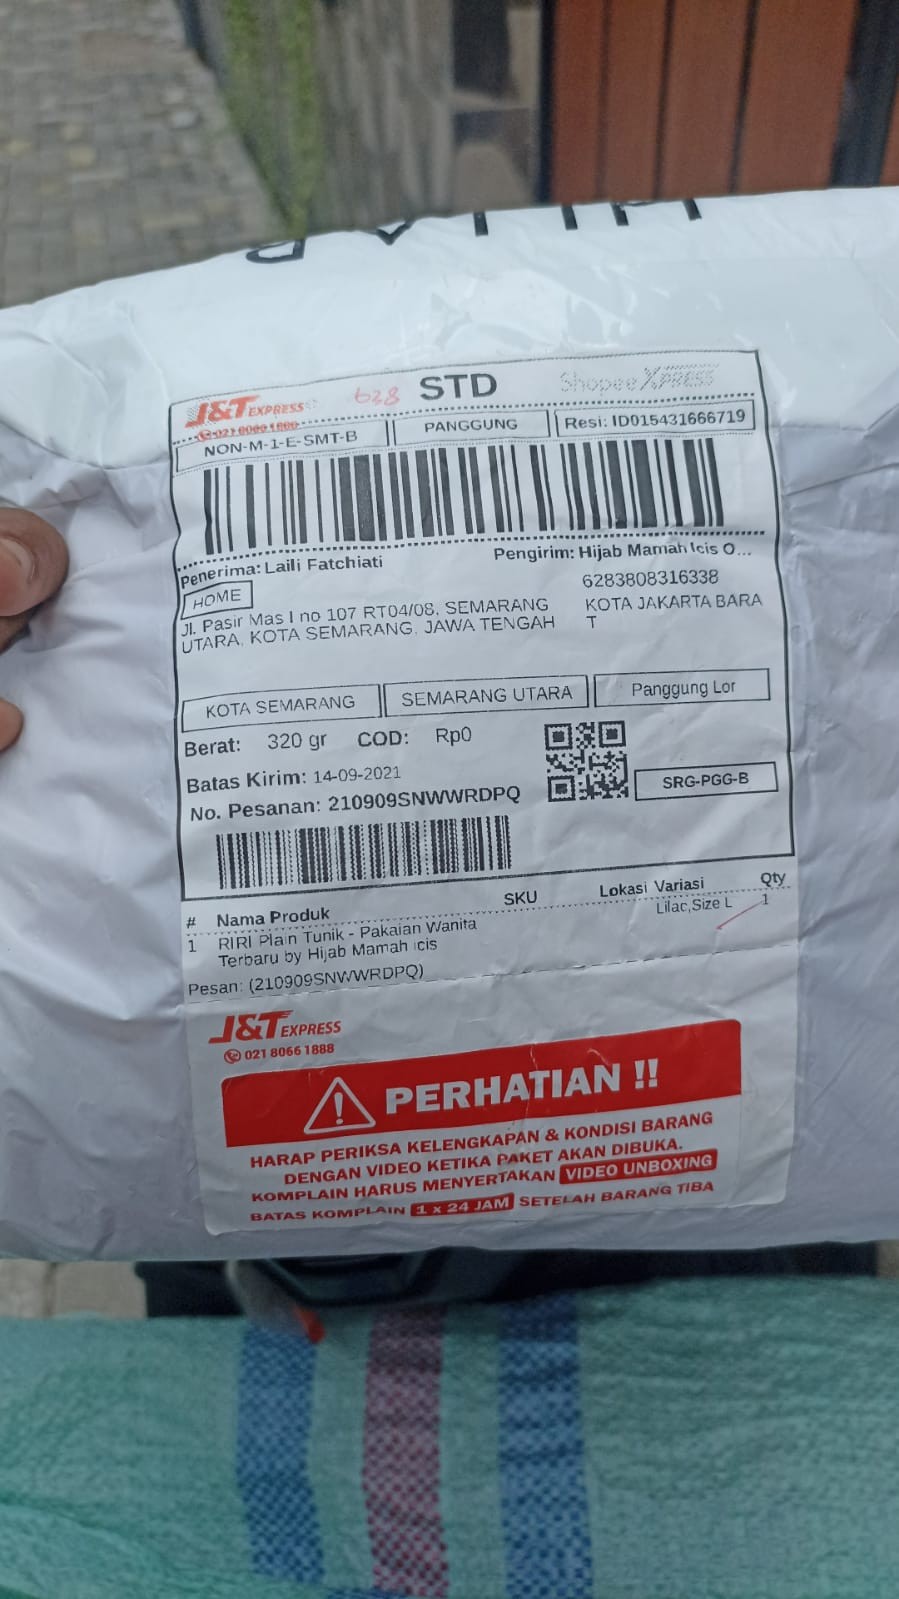 J&T EXPRESS 628 STD Shopee XPRESS
021 8066 1888
NON-M-1-E-SMT-B PANGGUNG Resi: ID015431666719
Penerima: Laili Fatchiati Pengirim: Hijab Mamah Icis O...
HOME 6283808316338
Jl. Pasir Mas I no 107 RT04/08, SEMARANG KOTA JAKARTA BARA
UTARA, KOTA SEMARANG, JAWA TENGAH T
KOTA SEMARANG SEMARANG UTARA Panggung Lor
Berat: 320 gr COD: Rp0
Batas Kirim: 14-09-2021 SRG-PGG-B
No. Pesanan: 210909SNWWRDPQ
# Nama Produk SKU Lokasi Variasi Qty
1 RIRI Plain Tunik - Pakaian Wanita Lilac,Size L 1
Terbaru by Hijab Mamah icis
Pesan: (210909SNWWRDPQ)
J&T EXPRESS
021 8066 1888
PERHATIAN !!
HARAP PERIKSA KELENGKAPAN & KONDISI BARANG
DENGAN VIDEO KETIKA PAKET AKAN DIBUKA.
KOMPLAIN HARUS MENYERTAKAN VIDEO UNBOXING
BATAS KOMPLAIN 1 x 24 JAM SETELAH BARANG TIBA